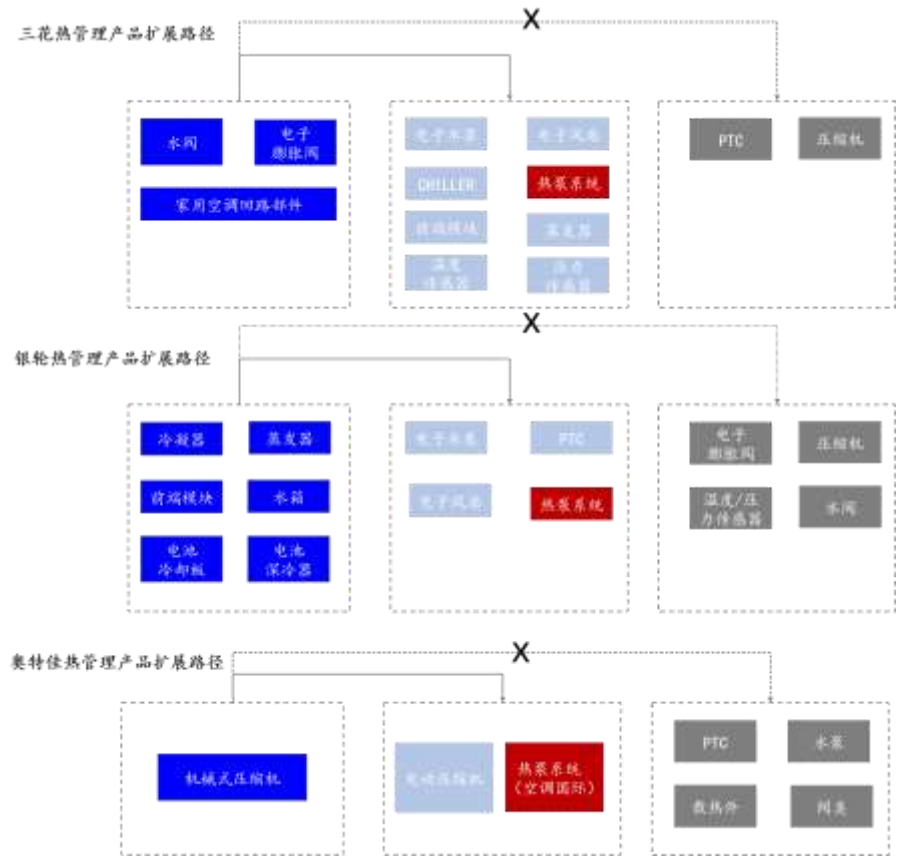 X
三花热管理产品扩展路径
水阀
电子
膨胀阀
家用空调回路部件
电子水泵
电子风扇
CHILLER
热泵系统
前端模块
蒸发器
温度
传感器
压力
传感器
PTC
压缩机
X
银轮热管理产品扩展路径
冷凝器
蒸发器
前端模块
水箱
电池
冷却板
电池
深冷器
电子水泵
PTC
电子风扇
热泵系统
电子
膨胀阀
压缩机
温度/压
力传感器
水阀
X
奥特佳热管理产品扩展路径
机械式压缩机
电动压缩机
热泵系统
（空调国际）
PTC
水泵
散热件
阀类